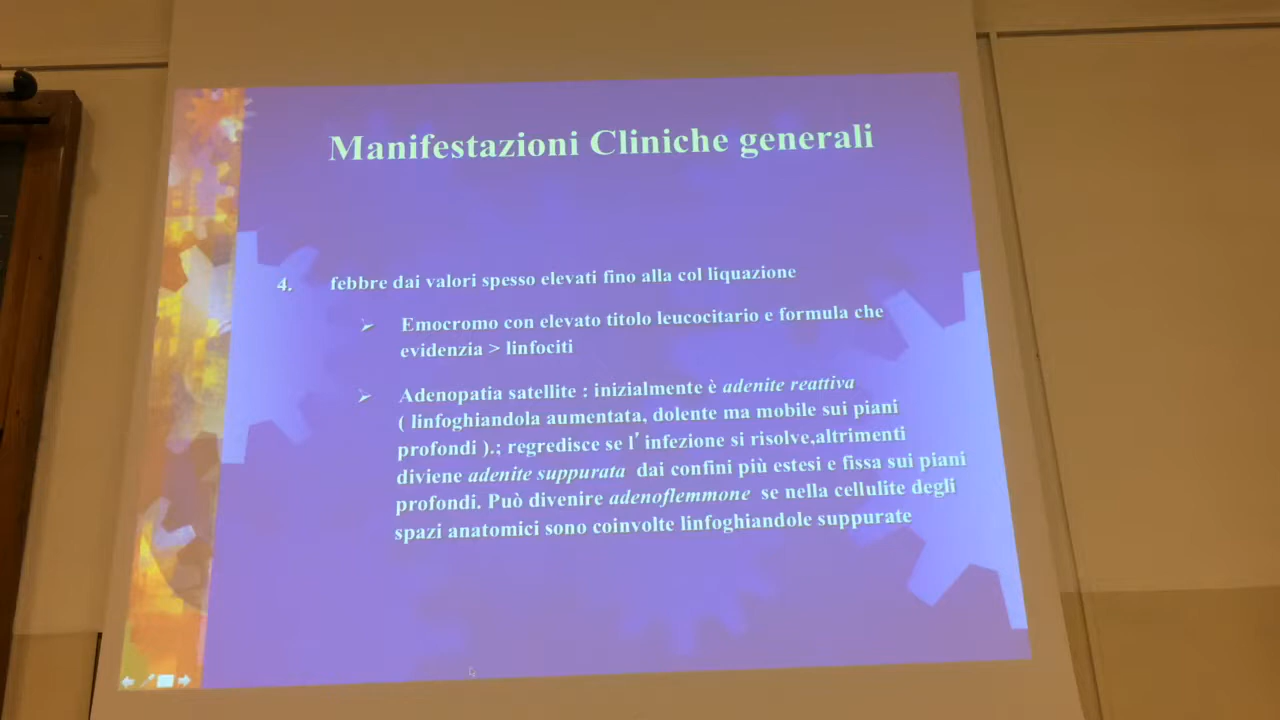 Manifestazioni Cliniche generali
4. febbre dai valori spesso elevati fino alla col liquazione
Emocromo con elevato titolo leucocitario e formula che
evidenzia > linfociti
Adenopatia satellite : inizialmente è adenite reattiva
( linfoghiandola aumentata, dolente ma mobile sui piani
profondi ).; regredisce se l' infezione si risolve,altrimenti
diviene adenite suppurata dai confini più estesi e fissa sui piani
profondi. Può divenire adenoflemmone se nella cellulite degli
spazi anatomici sono coinvolte linfoghiandole suppurate